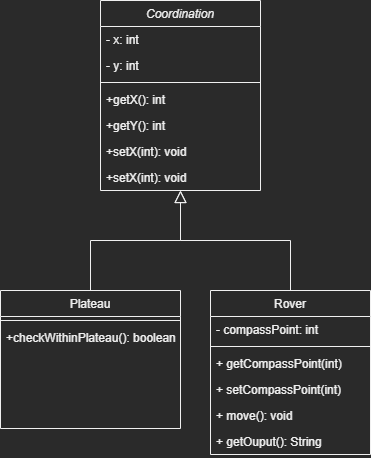 Coordination
- x: int
- y: int
+getX(): int
+getY(): int
+setX(int): void
+setX(int): void
Plateau
+checkWithinPlateau(): boolean
Rover
- compassPoint: int
+ getCompassPoint(int)
+ setCompassPoint(int)
+ move(): void
+ getOuput(): String